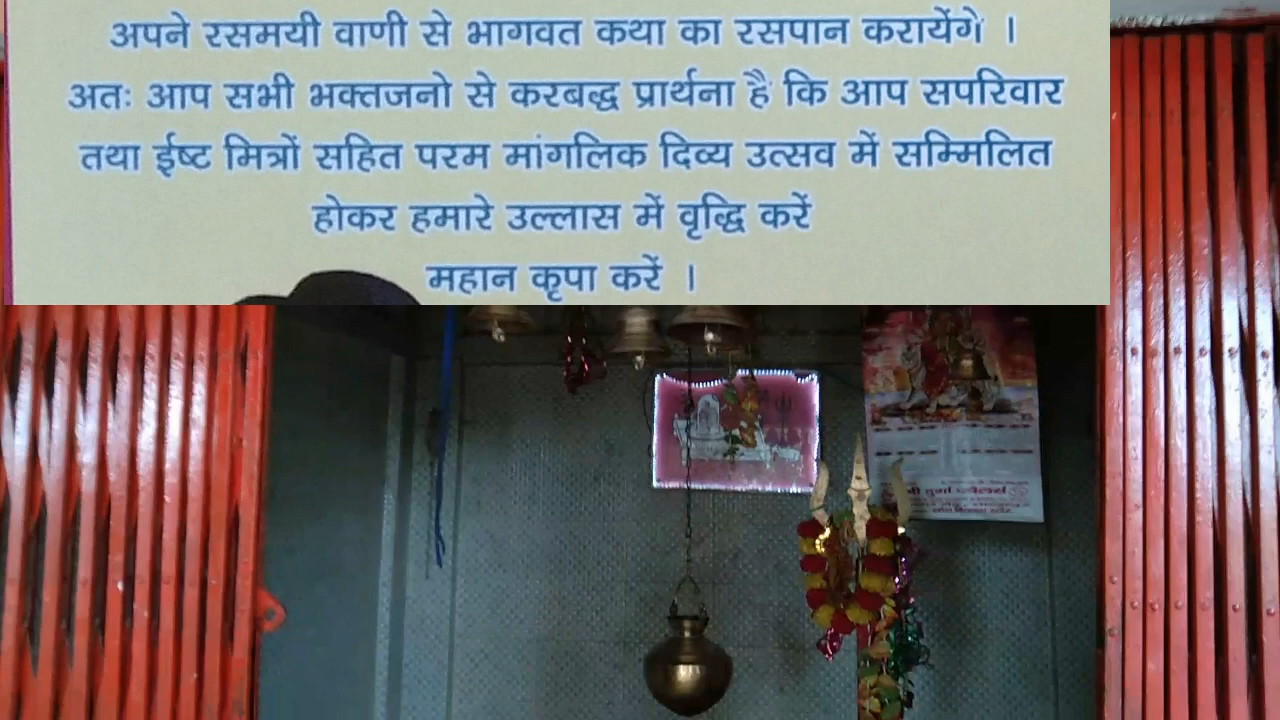 अपने रसमयी वाणी से भागवत कथा का रसपान करायेंगे ।
अतः आप सभी भक्तजनो से करबद्ध प्रार्थना है कि आप सपरिवार
तथा ईष्ट मित्रों सहित परम मांगलिक दिव्य उत्सव में सम्मिलित
होकर हमारे उल्लास में वृद्धि करें
महान कृपा करें ।
दुर्गा ज्वैलर्स